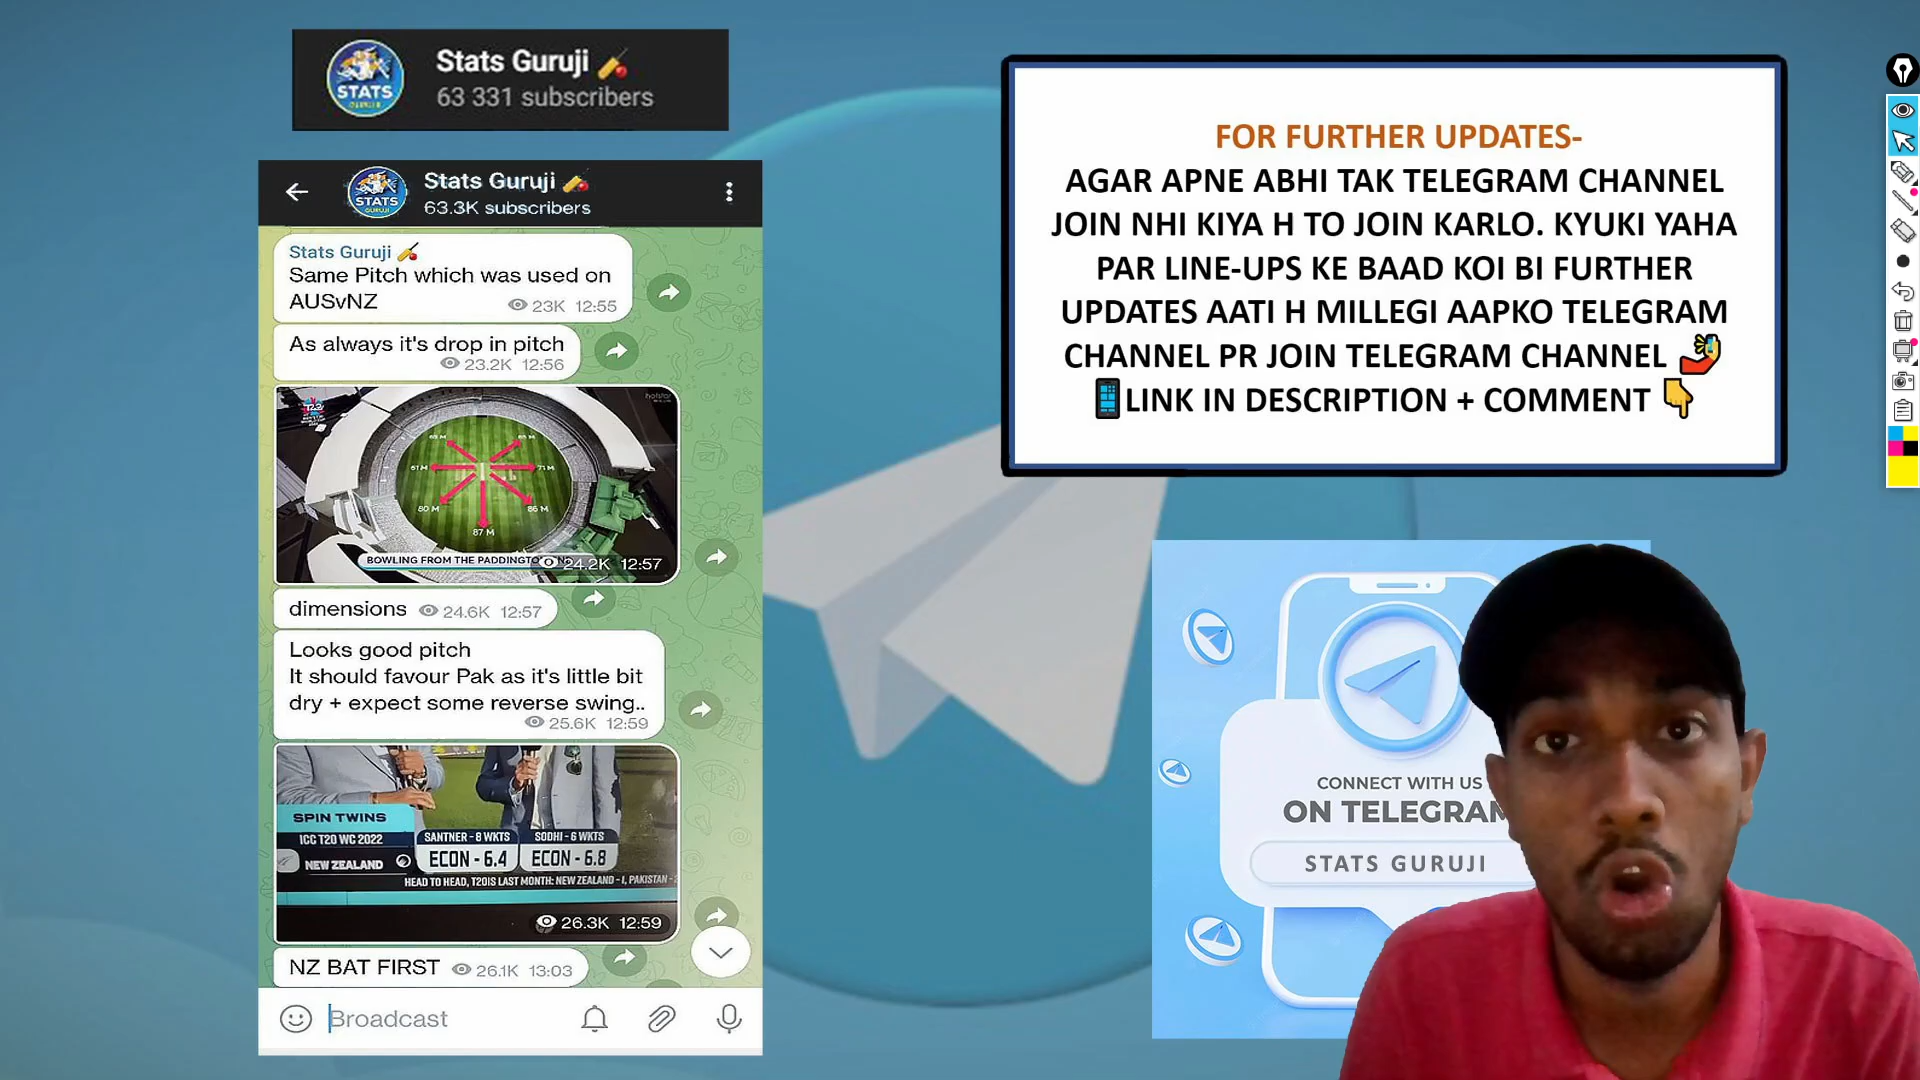 Stats Guruji
63 331 subscribers
STATS
Stats Guruji
63.3K subscribers
STATS
GURUJI
Stats Guruji
Same Pitch which was used on
AUSvNZ
23K 12:55
As always it's drop in pitch
23.2K 12:56
hotstar
61 M
71 M
80 M
86 M
87 M
BOWLING FROM THE PADDINGTO
24.2K 12:57
dimensions 24.6K 12:57
Looks good pitch
It should favour Pak as it's little bit
dry + expect some reverse swing..
25.6K 12:59
SPIN TWINS
ICC T20 WC 2022
NEW ZEALAND
SANTNER - 8 WKTS
ECON - 6.4
SODHI - 6 WKTS
ECON - 6.8
HEAD TO HEAD, T20IS LAST MONTH: NEW ZEALAND - 1, PAKISTAN -
26.3K 12:59
NZ BAT FIRST 26.1K 13:03
Broadcast
FOR FURTHER UPDATES-
AGAR APNE ABHI TAK TELEGRAM CHANNEL
JOIN NHI KIYA H TO JOIN KARLO. KYUKI YAHA
PAR LINE-UPS KE BAAD KOI BI FURTHER
UPDATES AATI H MILLEGI AAPKO TELEGRAM
CHANNEL PR JOIN TELEGRAM CHANNEL
LINK IN DESCRIPTION + COMMENT
CONNECT WITH US
ON TELEGRAM
STATS GURUJI